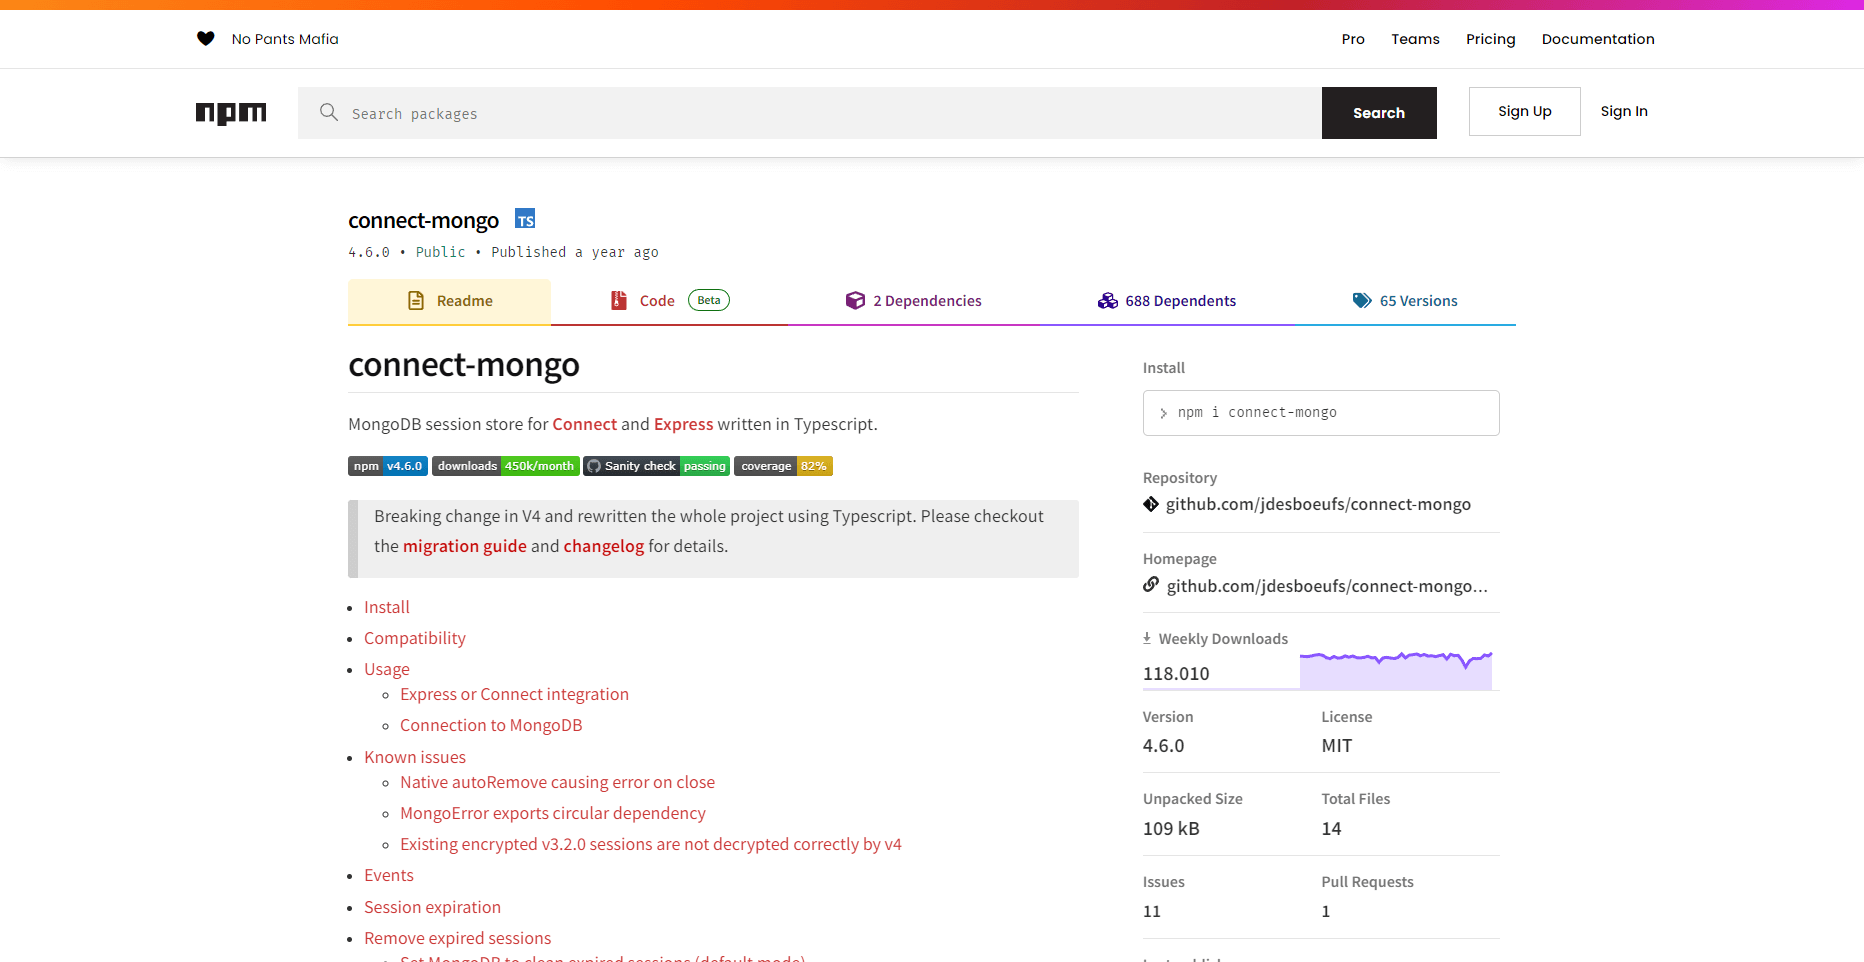 No Pants Mafia
Pro
Teams
Pricing
Documentation
npm
Search packages
Search
Sign Up
Sign In
connect-mongo
TS
4.6.0 • Public • Published a year ago
Readme
Code
Beta
2 Dependencies
688 Dependents
65 Versions
connect-mongo
MongoDB session store for Connect and Express written in Typescript.
npm v4.6.0
downloads 450k/month
Sanity check passing
coverage 82%
Breaking change in V4 and rewritten the whole project using Typescript. Please checkout
the migration guide and changelog for details.
Install
Compatibility
Usage
Express or Connect integration
Connection to MongoDB
Known issues
Native autoRemove causing error on close
MongoError exports circular dependency
Existing encrypted v3.2.0 sessions are not decrypted correctly by v4
Events
Session expiration
Remove expired sessions
Set MongoDB to clean expired sessions (default mode)
Install
npm i connect-mongo
Repository
github.com/jdesboeufs/connect-mongo
Homepage
github.com/jdesboeufs/connect-mongo...
Weekly Downloads
118.010
Version
License
4.6.0
MIT
Unpacked Size
Total Files
109 kB
14
Issues
Pull Requests
11
1